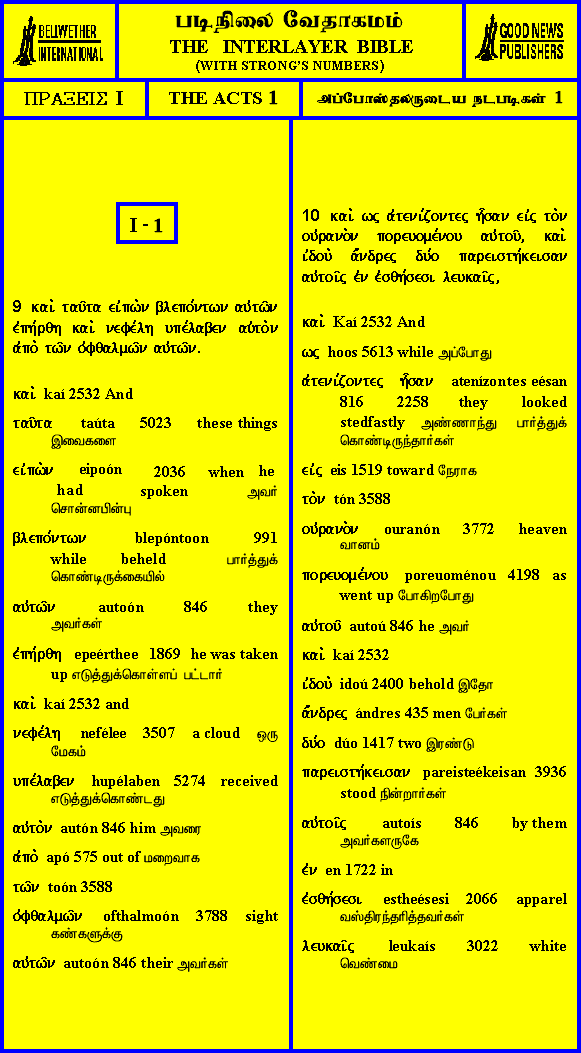 BELLWETHER
INTERNATIONAL
படிநிலை வேதாகமம்
THE INTERLAYER BIBLE
(WITH STRONG'S NUMBERS)
GOOD NEWS
PUBLISHERS
ΠΡΑΞΕΙΣ I
THE ACTS 1
அப்போஸ்தலருடைய நடபடிகள் 1
I - 1
9 καὶ ταῦτα εἰπὼν βλεπόντων αὐτῶν
ἐπήρθη καὶ νεφέλη υπέλαβεν αὐτὸν
ἀπὸ τῶν ὀφθαλμῶν αὐτῶν.
καὶ kaí 2532 And
ταῦτα taúta 5023 these things
இவைகளை
εἰπὼν eipoón 2036 when he
had spoken அவர்
சொன்னபின்பு
βλεπόντων blepóntoon 991
while beheld பார்த்துக்
கொண்டிருக்கையில்
αὐτῶν autoón 846 they
அவர்கள்
ἐπήρθη epeérthee 1869 he was taken
up எடுத்துக்கொள்ளப் பட்டார்
καὶ kaí 2532 and
νεφέλη nefélee 3507 a cloud ஒரு
மேகம்
υπέλαβεν hupélaben 5274 received
எடுத்துக்கொண்டது
αὐτὸν autón 846 him அவரை
ἀπὸ apó 575 out of மறைவாக
τῶν toón 3588
ὀφθαλμῶν ofthalmoón 3788 sight
கண்களுக்கு
αὐτῶν autoón 846 their அவர்கள்
10 καὶ ως ἀτενίζοντες ἦσαν εἰς τὸν
οὐρανὸν πορευομένου αὐτοῦ, καὶ
ἰδοὺ ἄνδρες δύο παρειστήκεισαν
αὐτοῖς ἐν ἐσθήσεσι λευκαῖς,
καὶ Kaí 2532 And
ως hoos 5613 while அப்போது
ἀτενίζοντες ἦσαν atenízontes eésan
816 2258 they looked
stedfastly அண்ணாந்து பார்த்துக்
கொண்டிருந்தார்கள்
εἰς eis 1519 toward நேராக
τὸν tón 3588
οὐρανὸν ouranón 3772 heaven
வானம்
πορευομένου poreuoménou 4198 as
went up போகிறபோது
αὐτοῦ autoú 846 he அவர்
καὶ kaí 2532
ἰδοὺ idoú 2400 behold இதோ
ἄνδρες ándres 435 men பேர்கள்
δύο dúo 1417 two இரண்டு
παρειστήκεισαν pareisteékeisan 3936
stood நின்றார்கள்
αὐτοῖς autoís 846 by them
அவர்களருகே
ἐν en 1722 in
ἐσθήσεσι estheésesi 2066 apparel
வஸ்திரந்தரித்தவர்கள்
λευκαῖς leukaís 3022 white
வெண்மை